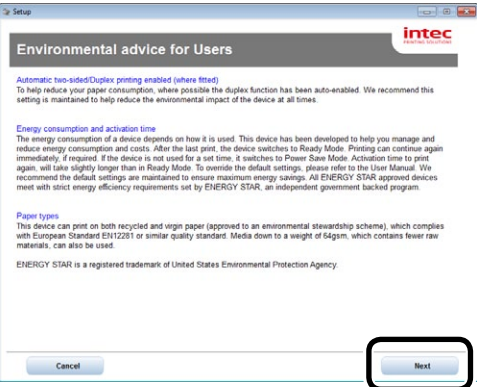 Setup
intec
PRINTING SOLUTIONS
Environmental advice for Users
Automatic two-sided/Duplex printing enabled (where fitted)
To help reduce your paper consumption, where possible the duplex function has been auto-enabled. We recommend this
setting is maintained to help reduce the environmental impact of the device at all times.
Energy consumption and activation time
The energy consumption of a device depends on how it is used. This device has been developed to help you manage and
reduce energy consumption and costs. After the last print, the device switches to Ready Mode. Printing can continue again
immediately, if required. If the device is not used for a set time, it switches to Power Save Mode. Activation time to print
again, will take slightly longer than in Ready Mode. To override the default settings, please refer to the User Manual. We
recommend the default settings are maintained to ensure maximum energy savings. All ENERGY STAR approved devices
meet with strict energy efficiency requirements set by ENERGY STAR, an independent government backed program.
Paper types
This device can print on both recycled and virgin paper (approved to an environmental stewardship scheme), which complies
with European Standard EN12281 or similar quality standard. Media down to a weight of 64gsm, which contains fewer raw
materials, can also be used.
ENERGY STAR is a registered trademark of United States Environmental Protection Agency.
Cancel
Next